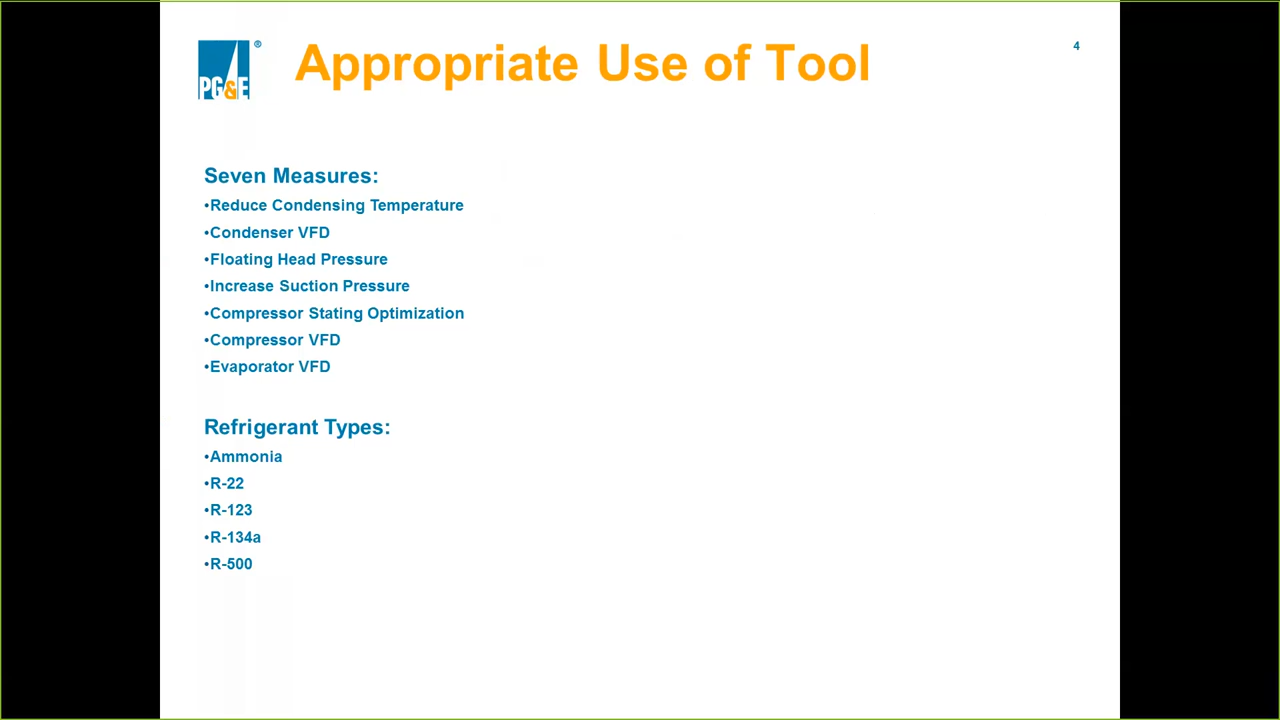 PG&E ®
Appropriate Use of Tool
4
Seven Measures:
•Reduce Condensing Temperature
•Condenser VFD
•Floating Head Pressure
•Increase Suction Pressure
•Compressor Stating Optimization
•Compressor VFD
•Evaporator VFD
Refrigerant Types:
•Ammonia
•R-22
•R-123
•R-134a
•R-500